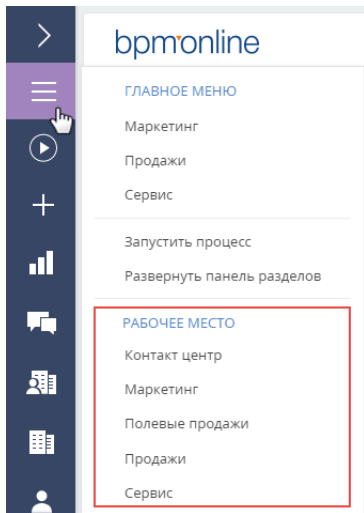 bpm'online
ГЛАВНОЕ МЕНЮ
Маркетинг
Продажи
Сервис
Запустить процесс
Развернуть панель разделов
РАБОЧЕЕ МЕСТО
Контакт центр
Маркетинг
Полевые продажи
Продажи
Сервис